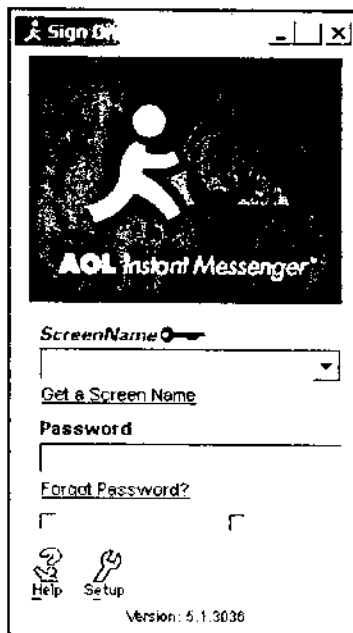 Sign On
AOL Instant Messenger
ScreenName
Get a Screen Name
Password
Forgot Password?
Help Setup
Version: 5.1.3036